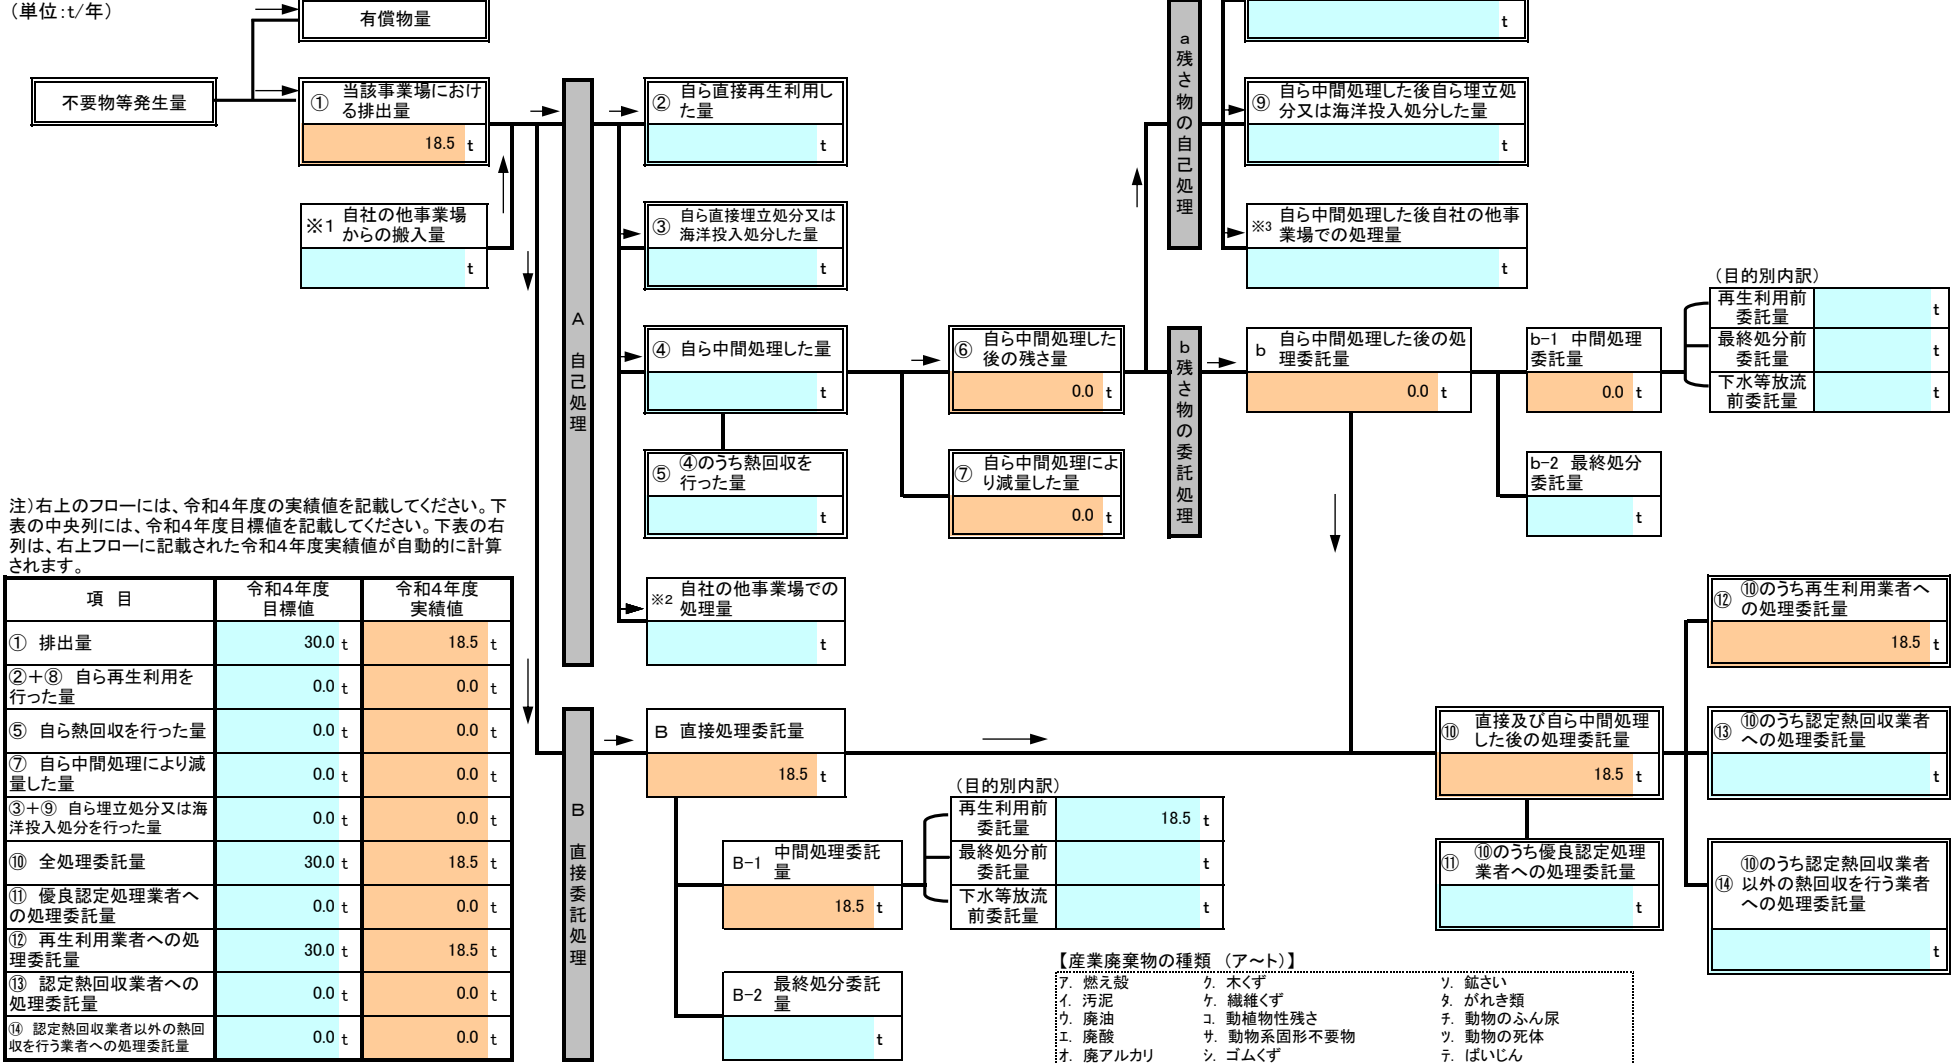 (単位:t/年)
有償物量
t
不要物等発生量
① 当該事業場におけ
る排出量
18.5 t
※1 自社の他事業場
からの搬入量
t
A 自己処理
② 自ら直接再生利用し
た量
t
③ 自ら直接埋立処分又は
海洋投入処分した量
t
④ 自ら中間処理した量
t
⑤ ④のうち熱回収を
行った量
t
※2 自社の他事業場での
処理量
t
⑥ 自ら中間処理した
後の残さ量
0.0 t
⑦ 自ら中間処理によ
り減量した量
0.0 t
a残さ物の自己処理
⑨ 自ら中間処理した後自ら埋立処
分又は海洋投入処分した量
t
※3 自ら中間処理した後自社の他事
業場での処理量
t
b残さ物の委託処理
b 自ら中間処理した後の処
理委託量
0.0 t
b-1 中間処理
委託量
0.0 t
b-2 最終処分
委託量
t
(目的別内訳)
再生利用前
委託量 t
最終処分前
委託量 t
下水等放流
前委託量 t
注)右上のフローには、令和4年度の実績値を記載してください。下
表の中央列には、令和4年度目標値を記載してください。下表の右
列は、右上フローに記載された令和4年度実績値が自動的に計算
されます。
項 目 令和4年度
目標値 令和4年度
実績値
① 排出量 30.0 t 18.5 t
②+⑧ 自ら再生利用を
行った量 0.0 t 0.0 t
⑤ 自ら熱回収を行った量 0.0 t 0.0 t
⑦ 自ら中間処理により減
量した量 0.0 t 0.0 t
③+⑨ 自ら埋立処分又は海
洋投入処分を行った量 0.0 t 0.0 t
⑩ 全処理委託量 30.0 t 18.5 t
⑪ 優良認定処理業者へ
の処理委託量 0.0 t 0.0 t
⑫ 再生利用業者への処
理委託量 30.0 t 18.5 t
⑬ 認定熱回収業者への
処理委託量 0.0 t 0.0 t
⑭ 認定熱回収業者以外の熱回
収を行う業者への処理委託量 0.0 t 0.0 t
B 直接委託処理
B 直接処理委託量
18.5 t
B-1 中間処理委託
量
18.5 t
B-2 最終処分委託
量
t
(目的別内訳)
再生利用前
委託量 18.5 t
最終処分前
委託量 t
下水等放流
前委託量 t
⑩ 直接及び自ら中間処理
した後の処理委託量
18.5 t
⑪ ⑩のうち優良認定処理
業者への処理委託量
t
⑫ ⑩のうち再生利用業者へ
の処理委託量
18.5 t
⑬ ⑩のうち認定熱回収業者
への処理委託量
t
⑭ ⑩のうち認定熱回収業者
以外の熱回収を行う業者
への処理委託量
t
【産業廃棄物の種類 (ア~ト)】
ア. 燃え殻 ク. 木くず ソ. 鉱さい
イ. 汚泥 ケ. 繊維くず タ. がれき類
ウ. 廃油 コ. 動植物性残さ チ. 動物のふん尿
エ. 廃酸 サ. 動物系固形不要物 ツ. 動物の死体
オ. 廃アルカリ シ. ゴムくず テ. ばいじん